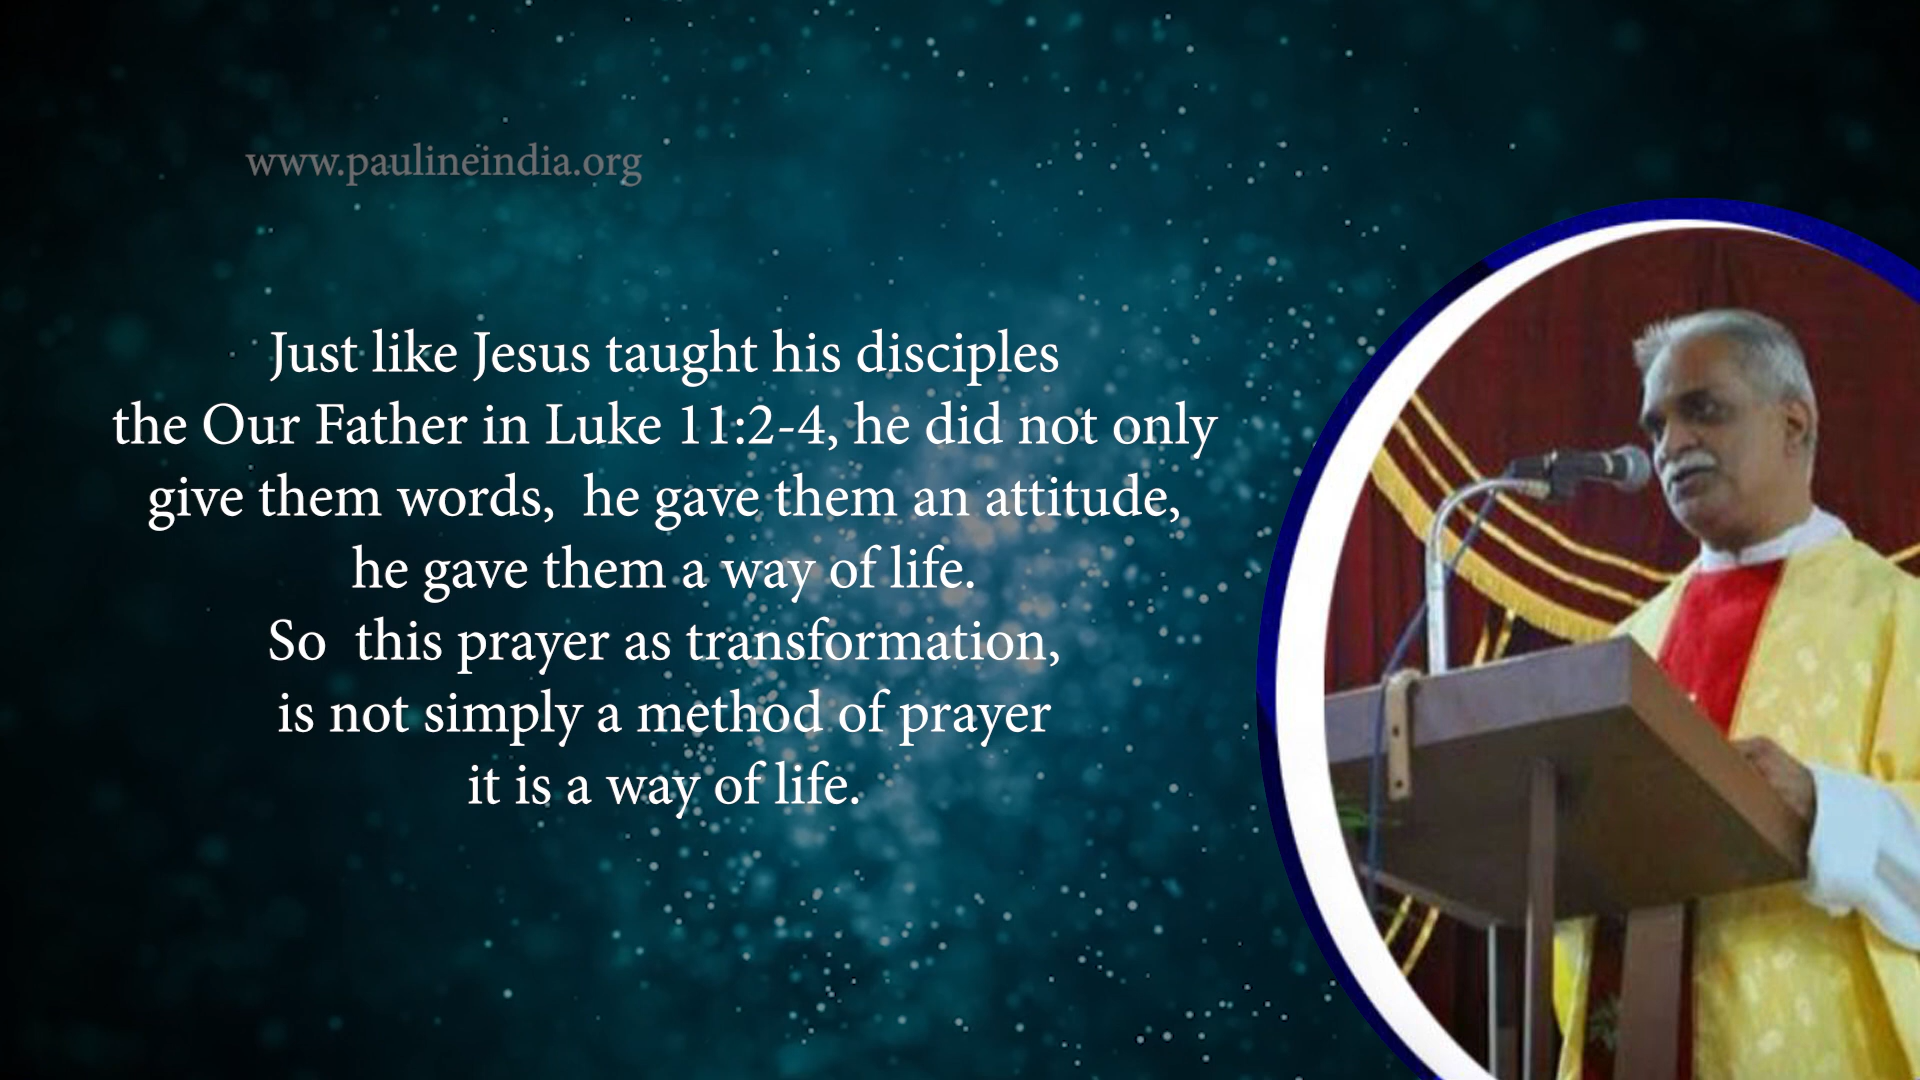 www.paulineindia.org
Just like Jesus taught his disciples
the Our Father in Luke 11:2-4, he did not only
give them words,  he gave them an attitude,
he gave them a way of life.
So  this prayer as transformation,
is not simply a method of prayer
it is a way of life.